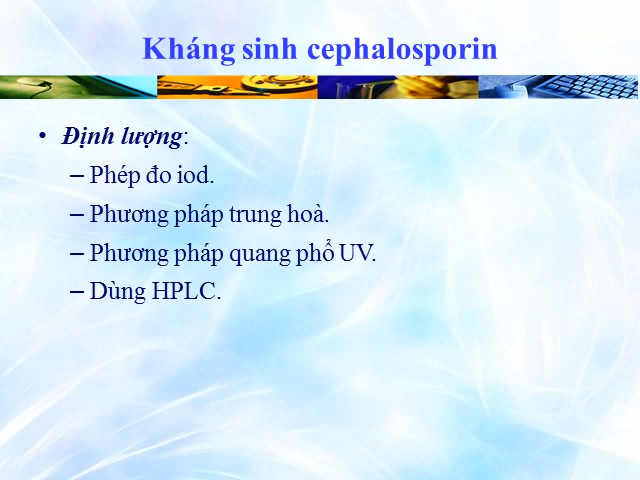 Kháng sinh cephalosporin
• Định lượng:
– Phép đo iod.
– Phương pháp trung hoà.
– Phương pháp quang phổ UV.
– Dùng HPLC.